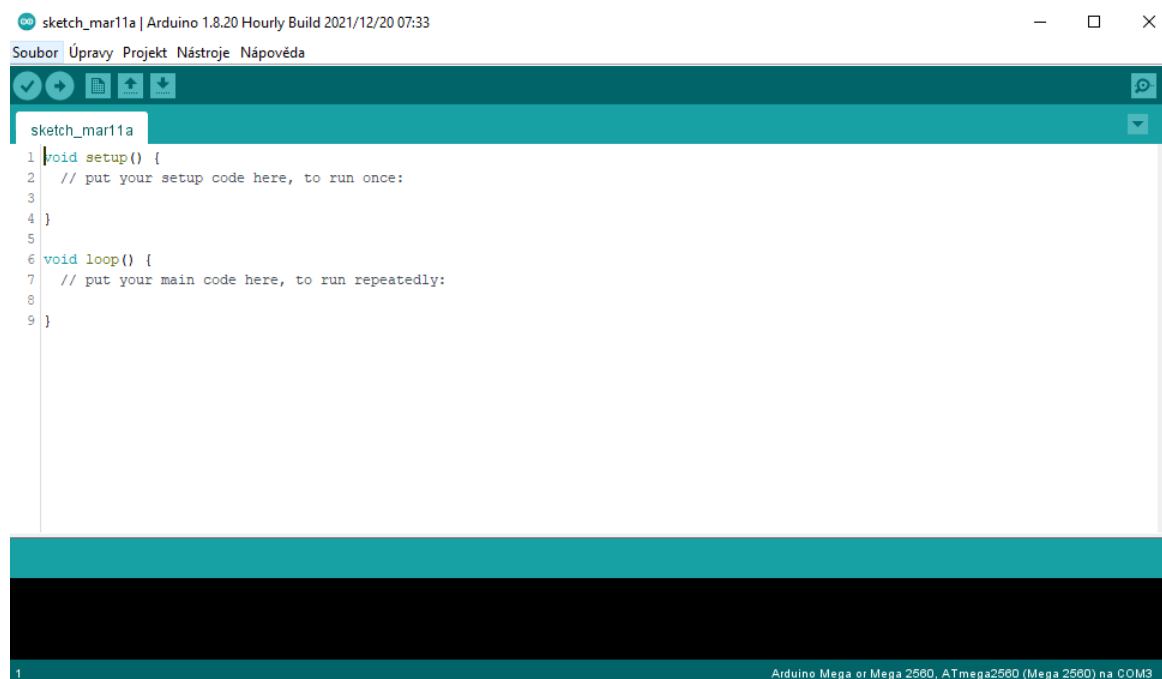 sketch_mar11a | Arduino 1.8.20 Hourly Build 2021/12/20 07:33
Soubor Úpravy Projekt Nástroje Nápověda
sketch_mar11a
1 void setup() {
2   // put your setup code here, to run once:
3
4 }
5
6 void loop() {
7   // put your main code here, to run repeatedly:
8
9 }
1 Arduino Mega or Mega 2560, ATmega2560 (Mega 2560) na COM3